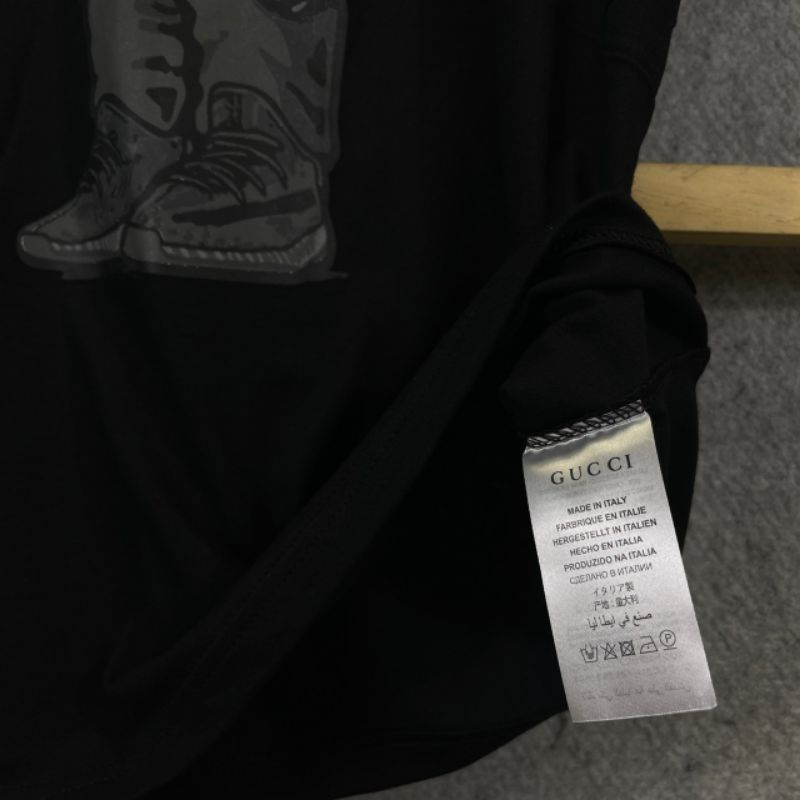 GUCCI
MADE IN ITALY
FARBRIQUE EN ITALIE
HERGESTELLT IN ITALIEN
HECHO EN ITALIA
PRODUZIDO NA ITALIA
СДЕЛАНО В ИТАЛИИ
イタリア製
产地:意大利
صنع في ايطاليا
P